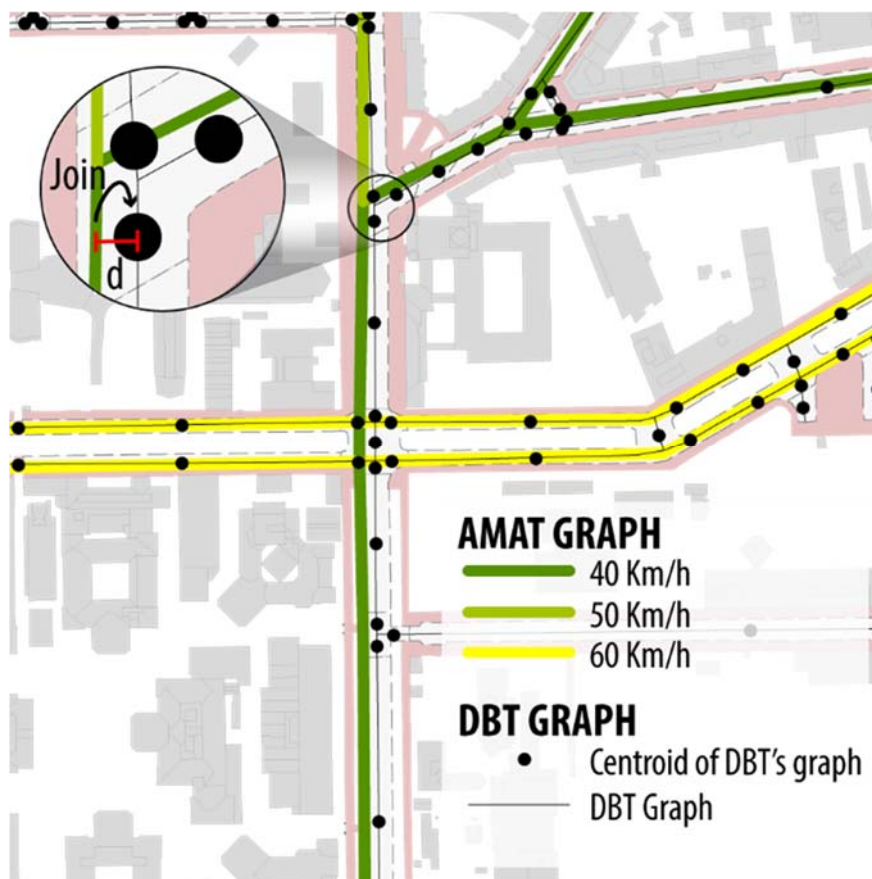 Join
d
AMAT GRAPH
40 Km/h
50 Km/h
60 Km/h
DBT GRAPH
Centroid of DBT's graph
DBT Graph